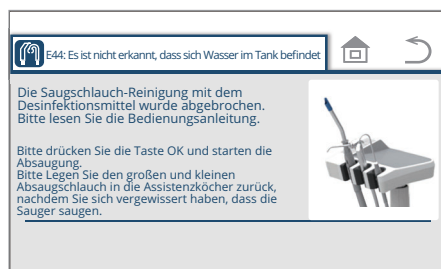 E44: Es ist nicht erkannt, dass sich Wasser im Tank befindet
Die Saugschlauch-Reinigung mit dem
Desinfektionsmittel wurde abgebrochen.
Bitte lesen Sie die Bedienungsanleitung.
Bitte drücken Sie die Taste OK und starten die
Absaugung.
Bitte Legen Sie den großen und kleinen
Absaugschlauch in die Assistenzköcher zurück,
nachdem Sie sich vergewissert haben, dass die
Sauger saugen.